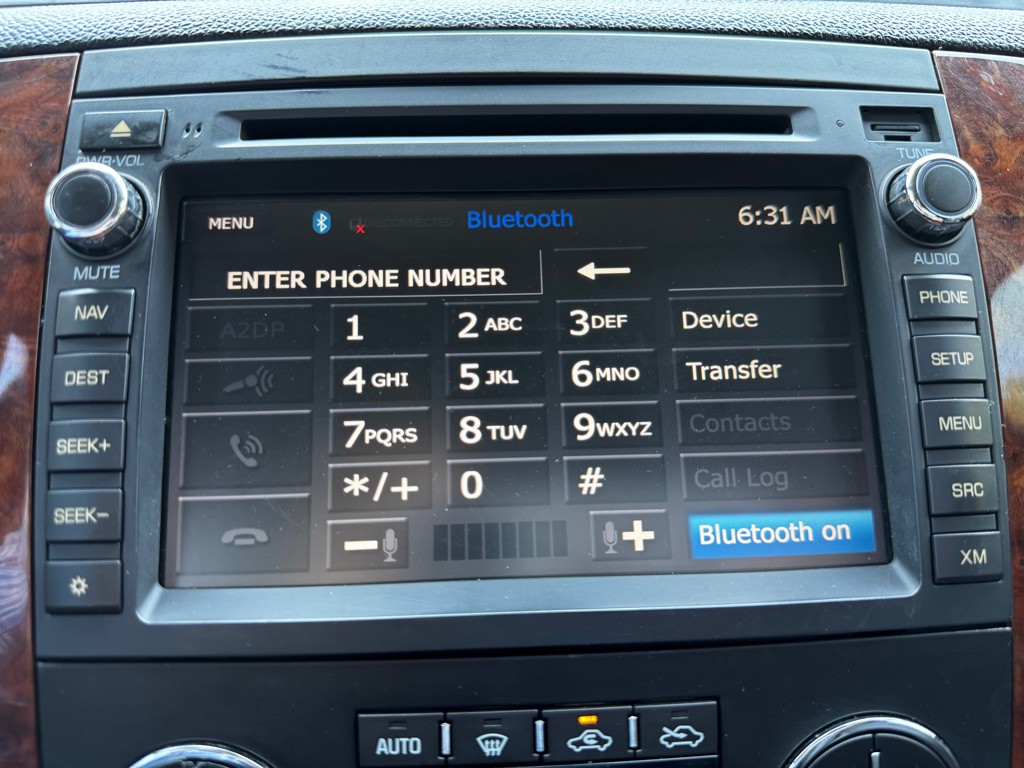 PWR·VOL
TUNE
MENU DISCONNECTED Bluetooth 6:31 AM
MUTE
AUDIO
ENTER PHONE NUMBER
NAV
PHONE
A2DP 1 2 ABC 3 DEF Device
DEST
SETUP
4 GHI 5 JKL 6 MNO Transfer
SEEK+
MENU
7 PQRS 8 TUV 9 WXYZ Contacts
SEEK-
SRC
*/+ 0 # Call Log
- + Bluetooth on
XM
AUTO